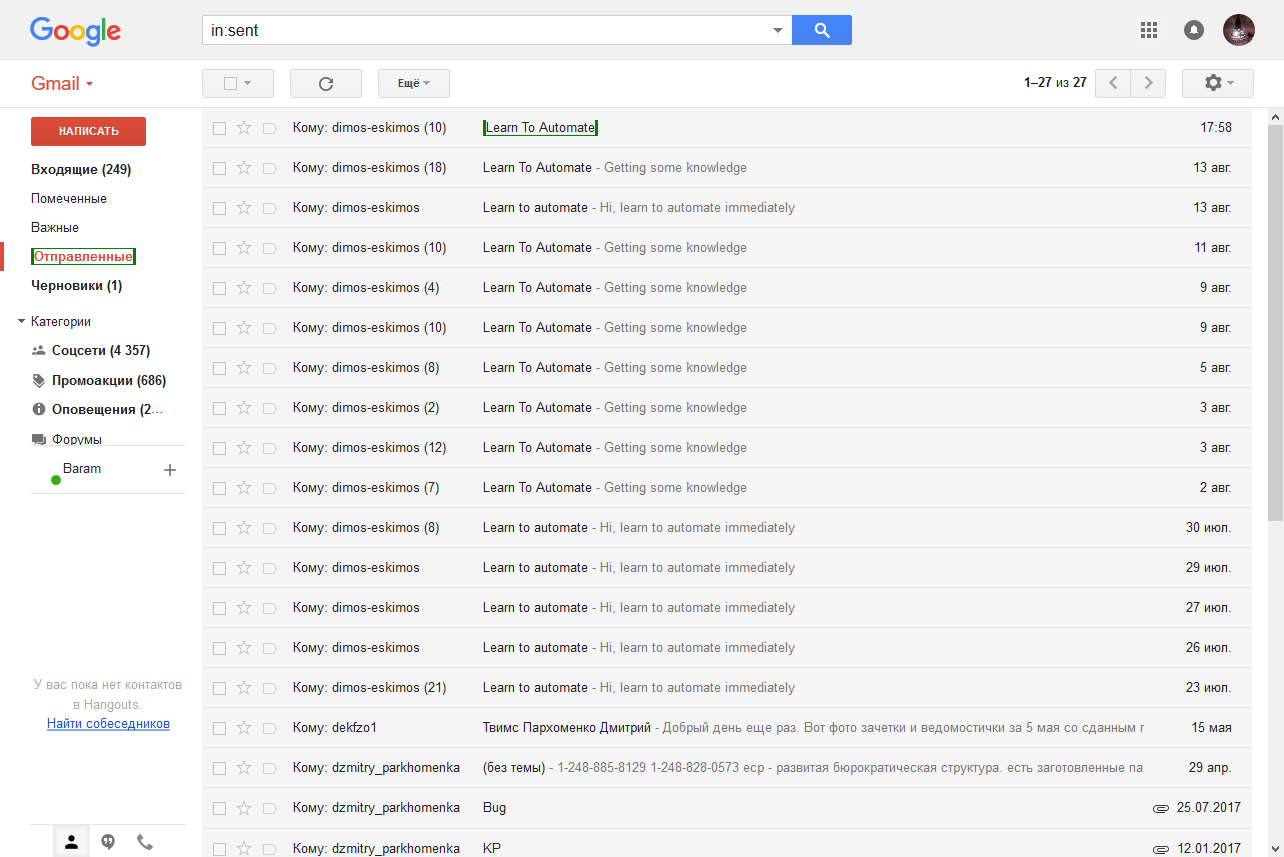 Google
in:sent
Gmail
Ещё
1–27 из 27
НАПИСАТЬ
Входящие (249)
Помеченные
Важные
Отправленные
Черновики (1)
Категории
Соцсети (4 357)
Промоакции (686)
Оповещения (2…
Форумы
Baram
У вас пока нет контактов
в Hangouts.
Найти собеседников
Кому: dimos-eskimos (10) Learn To Automate 17:58
Кому: dimos-eskimos (18) Learn To Automate - Getting some knowledge 13 авг.
Кому: dimos-eskimos Learn to automate - Hi, learn to automate immediately 13 авг.
Кому: dimos-eskimos (10) Learn To Automate - Getting some knowledge 11 авг.
Кому: dimos-eskimos (4) Learn To Automate - Getting some knowledge 9 авг.
Кому: dimos-eskimos (10) Learn To Automate - Getting some knowledge 9 авг.
Кому: dimos-eskimos (8) Learn To Automate - Getting some knowledge 5 авг.
Кому: dimos-eskimos (2) Learn To Automate - Getting some knowledge 3 авг.
Кому: dimos-eskimos (12) Learn To Automate - Getting some knowledge 3 авг.
Кому: dimos-eskimos (7) Learn To Automate - Getting some knowledge 2 авг.
Кому: dimos-eskimos (8) Learn to automate - Hi, learn to automate immediately 30 июл.
Кому: dimos-eskimos Learn to automate - Hi, learn to automate immediately 29 июл.
Кому: dimos-eskimos Learn to automate - Hi, learn to automate immediately 27 июл.
Кому: dimos-eskimos Learn to automate - Hi, learn to automate immediately 26 июл.
Кому: dimos-eskimos (21) Learn to automate - Hi, learn to automate immediately 23 июл.
Кому: dekfzo1 Твимс Пархоменко Дмитрий - Добрый день еще раз. Вот фото зачетки и ведомостички за 5 мая со сданным 15 мая
Кому: dzmitry_parkhomenka (без темы) - 1-248-885-8129 1-248-828-0573 еср - развитая бюрократическая структура. есть заготовленные па 29 апр.
Кому: dzmitry_parkhomenka Bug 25.07.2017
Кому: dzmitry_parkhomenka KP 12.01.2017